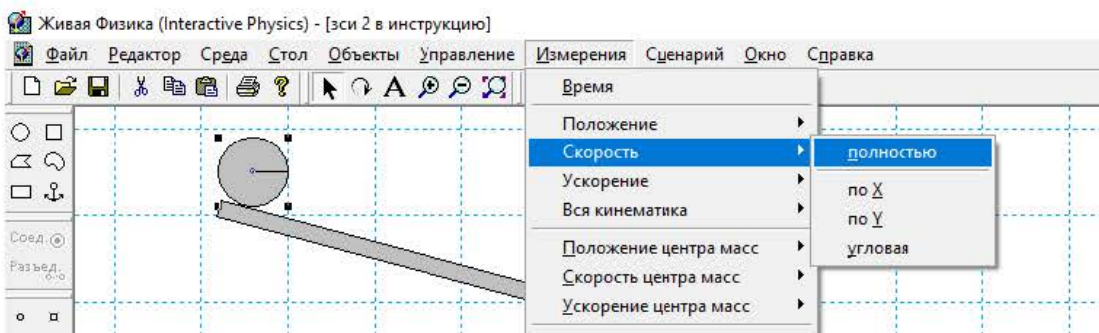 Живая Физика (Interactive Physics) - [зси 2 в инструкцию]
Файл Редактор Среда Стол Объекты Управление Измерения Сценарий Окно Справка
A
Время
Положение
Скорость
полностью
Ускорение
по X
Вся кинематика
по Y
Соед.
Положение центра масс
угловая
Разъед.
Скорость центра масс
Ускорение центра масс